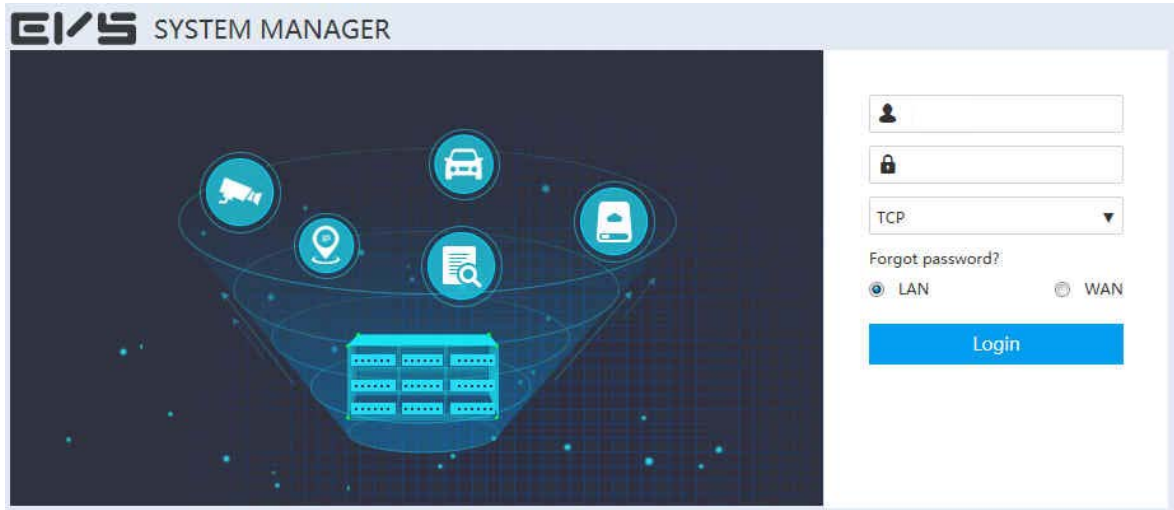 EVS SYSTEM MANAGER
TCP
Forgot password?
LAN WAN
Login